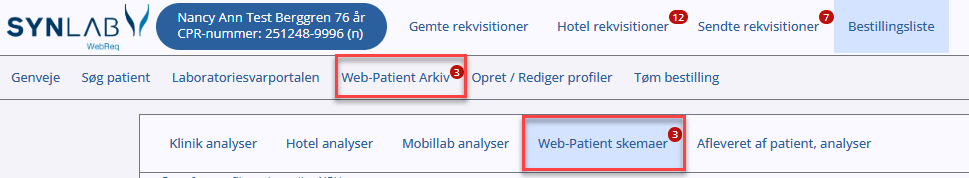 SYNLAB
WebReq
Nancy Ann Test Berggren 76 år
CPR-nummer: 251248-9996 (n)
Gemte rekvisitioner
Hotel rekvisitioner 12
Sendte rekvisitioner 7
Bestillingsliste
Genveje
Søg patient
Laboratoriesvarportalen
Web-Patient Arkiv 3
Opret / Rediger profiler
Tøm bestilling
Klinik analyser
Hotel analyser
Mobillab analyser
Web-Patient skemaer 3
Afleveret af patient, analyser